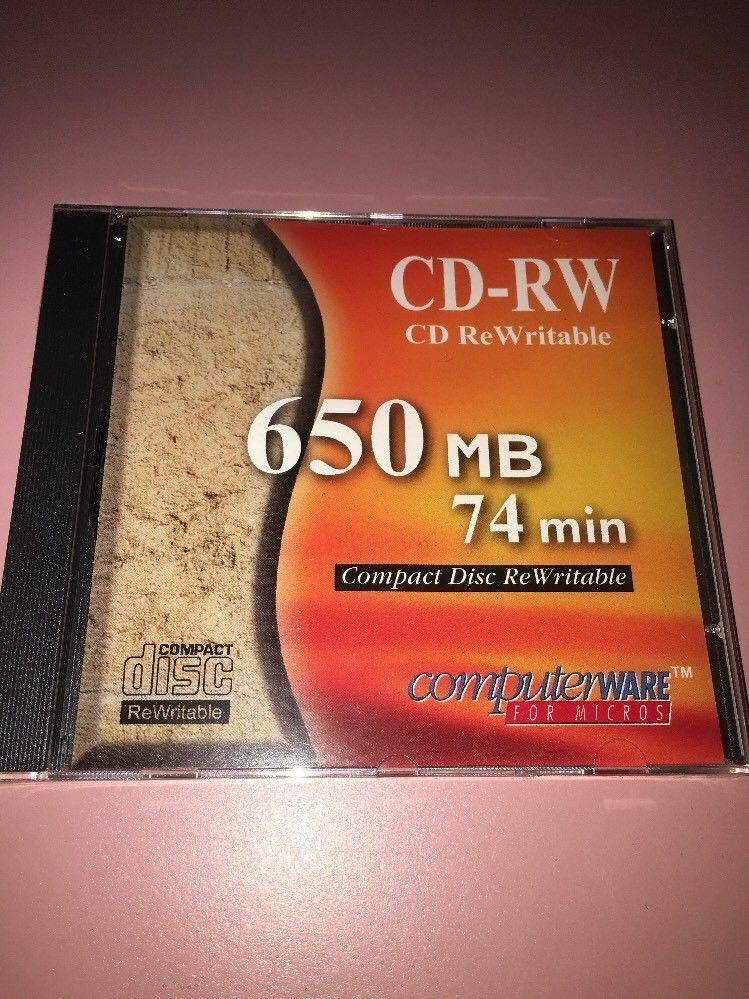 CD-RW
CD ReWritable
650 MB
74 min
Compact Disc ReWritable
COMPACT
disc
ReWritable
computerWARE™
FOR MICROS